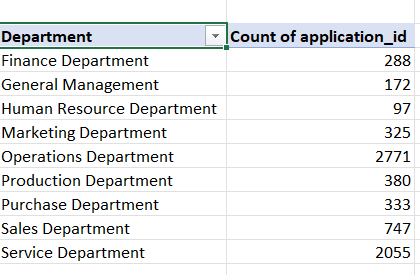 Department Count of application_id
Finance Department 288
General Management 172
Human Resource Department 97
Marketing Department 325
Operations Department 2771
Production Department 380
Purchase Department 333
Sales Department 747
Service Department 2055